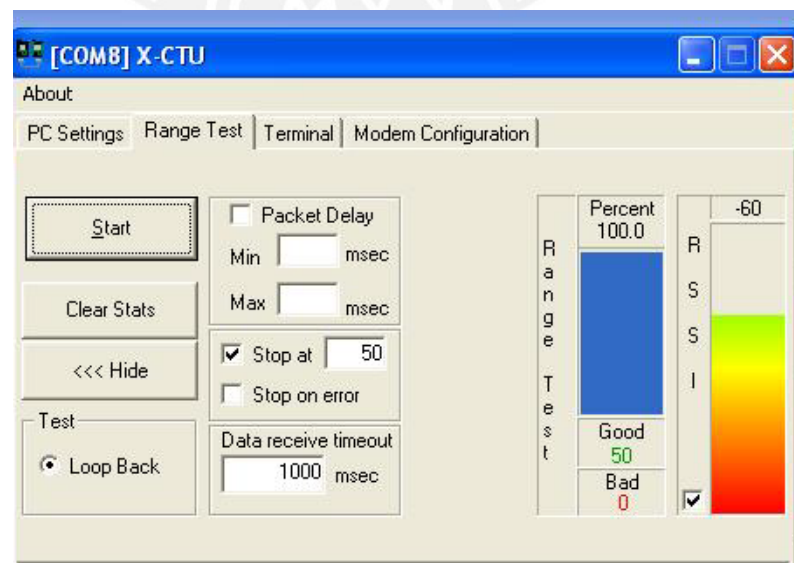 [COM8] X-CTU
About
PC Settings Range Test Terminal Modem Configuration
Start
Clear Stats
<<< Hide
Test
Loop Back
Packet Delay
Min msec
Max msec
Stop at 50
Stop on error
Data receive timeout
1000 msec
Range Test
Percent
100.0
Good
50
Bad
0
RSSI
-60